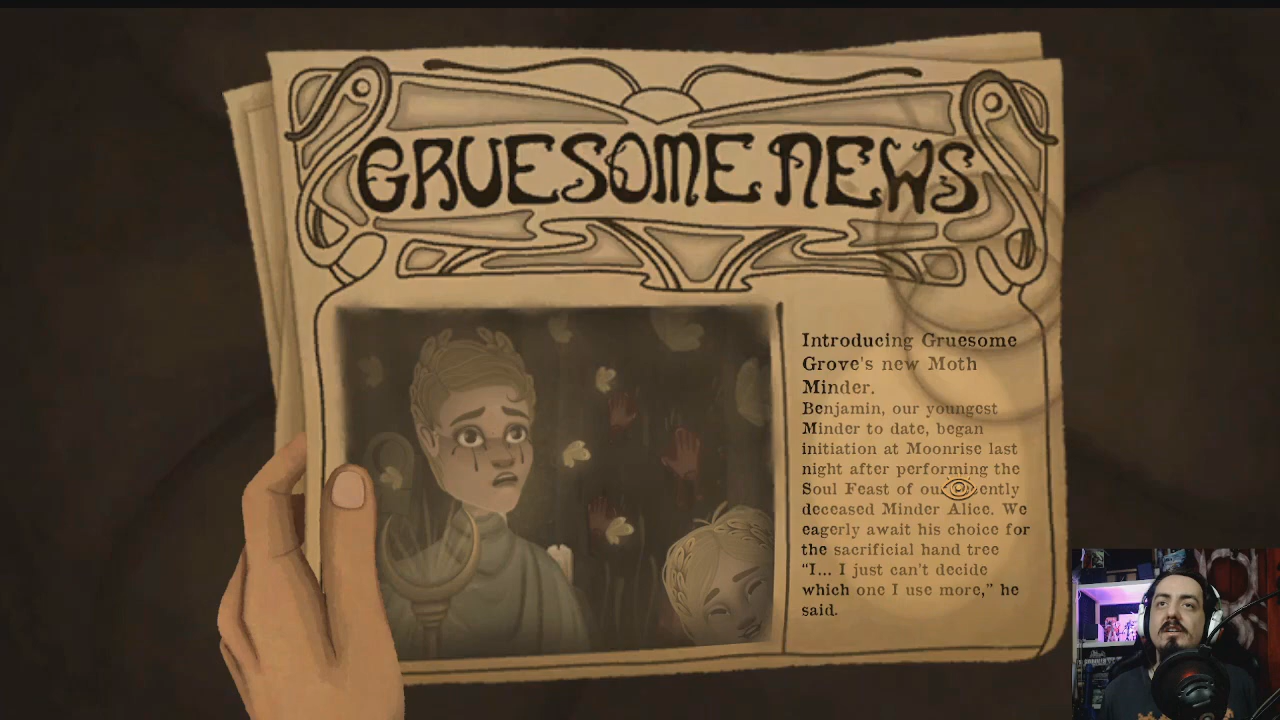 GRUESOME NEWS
Introducing Gruesome
Grove's new Moth
Minder.
Benjamin, our youngest
Minder to date, began
initiation at Moonrise last
night after performing the
Soul Feast of
deceased Minder Alice. We
eagerly await his choice for
the sacrificial hand tree
“I... I just can't decide
which one I use more,” he
said.